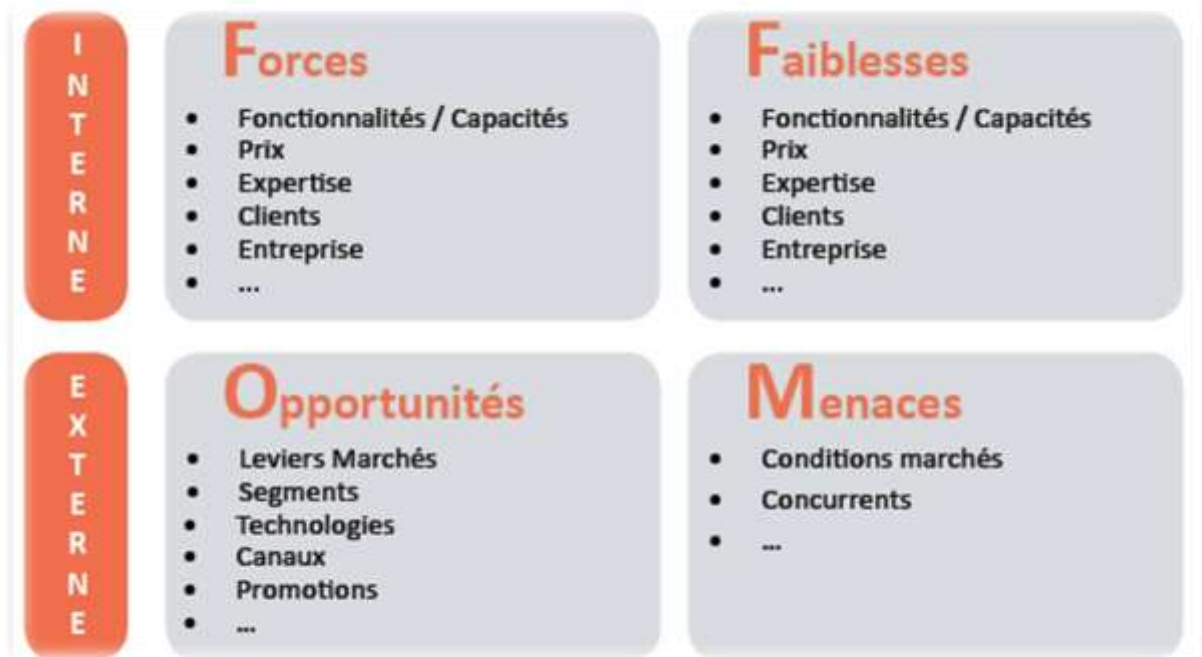 INTERNE
Forces
• Fonctionnalités / Capacités
• Prix
• Expertise
• Clients
• Entreprise
• ...
Faiblesses
• Fonctionnalités / Capacités
• Prix
• Expertise
• Clients
• Entreprise
• ...
EXTERNE
Opportunités
• Leviers Marchés
• Segments
• Technologies
• Canaux
• Promotions
• ...
Menaces
• Conditions marchés
• Concurrents
• ...